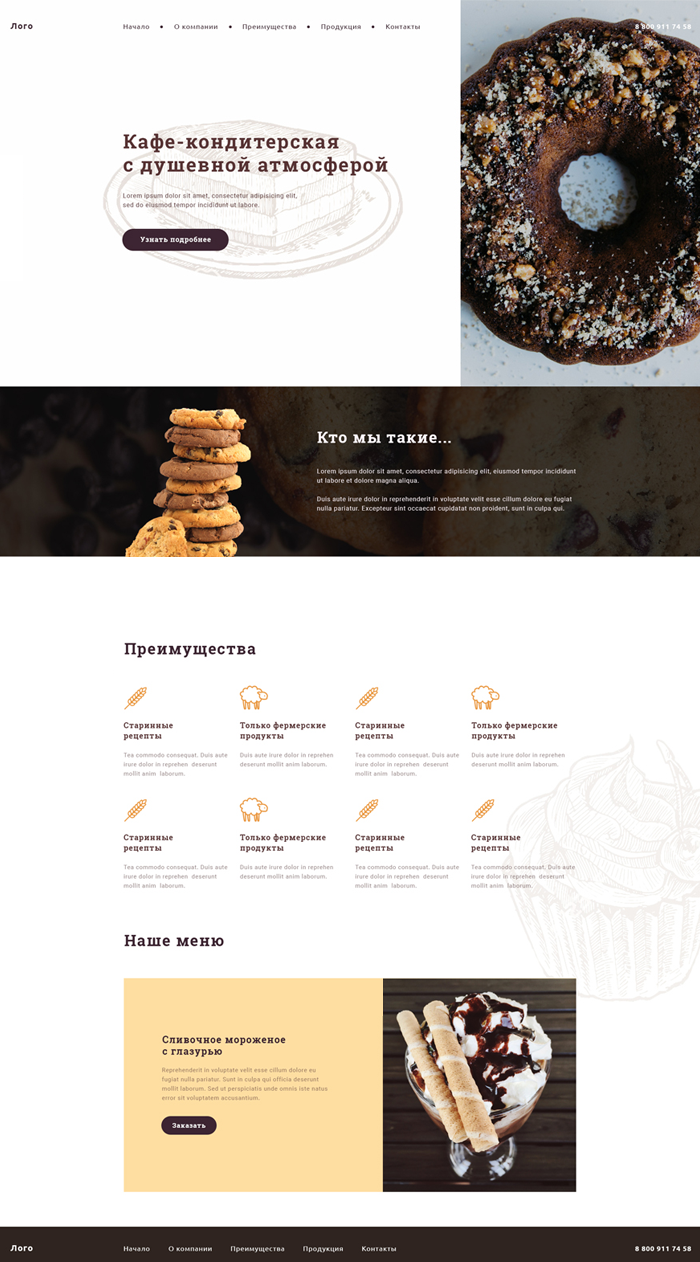 Лого
Начало • О компании • Преимущества • Продукция • Контакты
8 800 911 74 58
Кафе-кондитерская
с душевной атмосферой
Lorem ipsum dolor sit amet, consectetur adipisicing elit,
sed do eiusmod tempor incididunt ut labore.
Узнать подробнее
Кто мы такие...
Lorem ipsum dolor sit amet, consectetur adipisicing elit, eiusmod tempor incididunt
ut labore et dolore magna aliqua.
Duis aute irure dolor in reprehenderit in voluptate velit esse cillum dolore eu fugiat
nulla pariatur. Excepteur sint occaecat cupidatat non proident, sunt in culpa qui.
Преимущества
Старинные
рецепты
Tea commodo consequat. Duis aute
irure dolor in reprehen deserunt
mollit anim laborum.
Только фермерские
продукты
Duis aute irure dolor in reprehen
deserunt mollit anim laborum.
Старинные
рецепты
Tea commodo consequat. Duis aute
irure dolor in reprehen deserunt
mollit anim laborum.
Только фермерские
продукты
Duis aute irure dolor in reprehen
deserunt mollit anim laborum.
Старинные
рецепты
Tea commodo consequat. Duis aute
irure dolor in reprehen deserunt
mollit anim laborum.
Только фермерские
продукты
Duis aute irure dolor in reprehen
deserunt mollit anim laborum.
Старинные
рецепты
Tea commodo consequat. Duis aute
irure dolor in reprehen deserunt
mollit anim laborum.
Старинные
рецепты
Tea commodo consequat. Duis aute
irure dolor in reprehen deserunt
mollit anim laborum.
Наше меню
Сливочное мороженое
с глазурью
Reprehenderit in voluptate velit esse cillum dolore eu
fugiat nulla pariatur. Sunt in culpa qui officia deserunt
mollit laborum. Sed ut perspiciatis unde omnis iste natus
error sit voluptatem accusantium.
Заказать
Лого
Начало О компании Преимущества Продукция Контакты
8 800 911 74 58